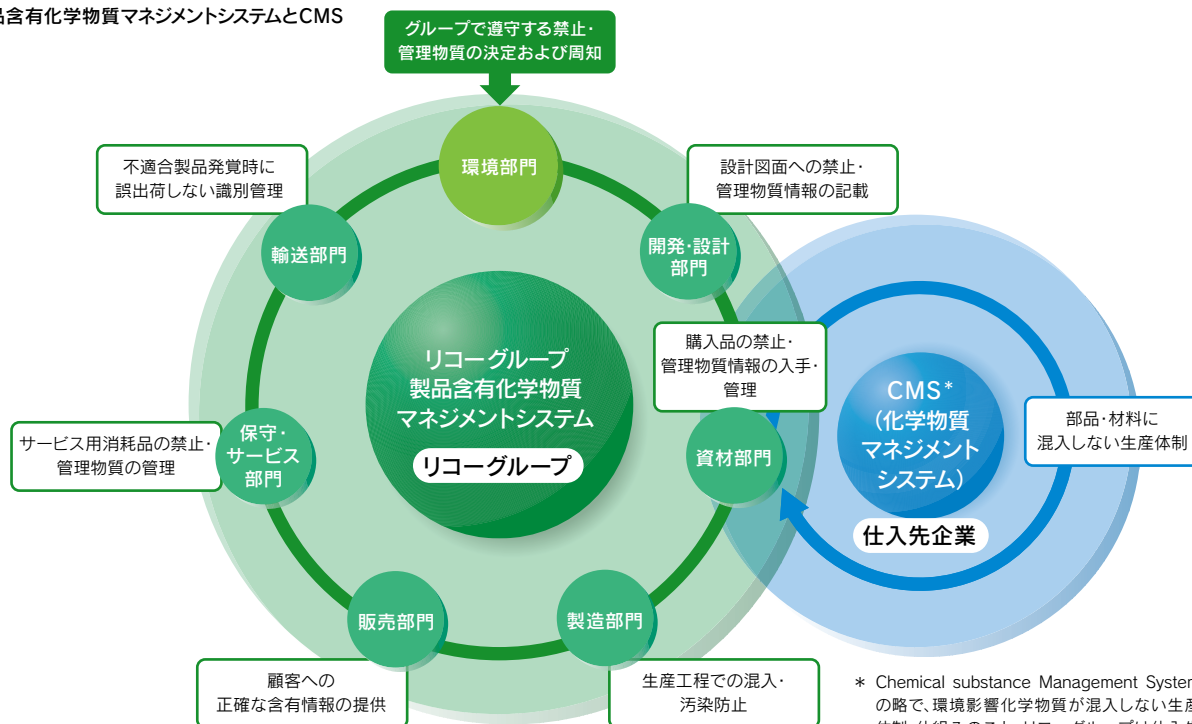 品含有化学物質マネジメントシステムとCMS
グループで遵守する禁止・
管理物質の決定および周知
環境部門
不適合製品発覚時に
誤出荷しない識別管理
輸送部門
設計図面への禁止・
管理物質情報の記載
開発・設計
部門
購入品の禁止・
管理物質情報の入手・
管理
資材部門
リコーグループ
製品含有化学物質
マネジメントシステム
リコーグループ
CMS*
(化学物質
マネジメント
システム)
仕入先企業
部品・材料に
混入しない生産体制
サービス用消耗品の禁止・
管理物質の管理
保守・
サービス
部門
販売部門
顧客への
正確な含有情報の提供
製造部門
生産工程での混入・
汚染防止
* Chemical substance Management System
の略で、環境影響化学物質が混入しない生産